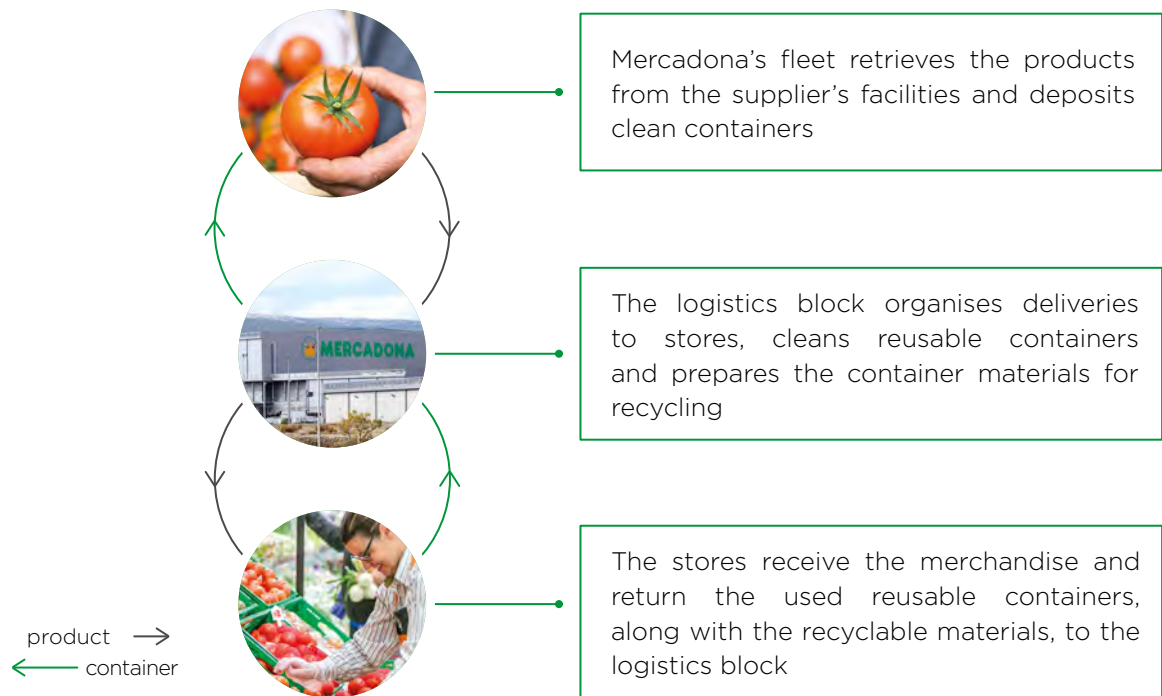 Mercadona’s fleet retrieves the products
from the supplier’s facilities and deposits
clean containers
MERCADONA
The logistics block organises deliveries
to stores, cleans reusable containers
and prepares the container materials for
recycling
The stores receive the merchandise and
return the used reusable containers,
along with the recyclable materials, to the
logistics block
product
container